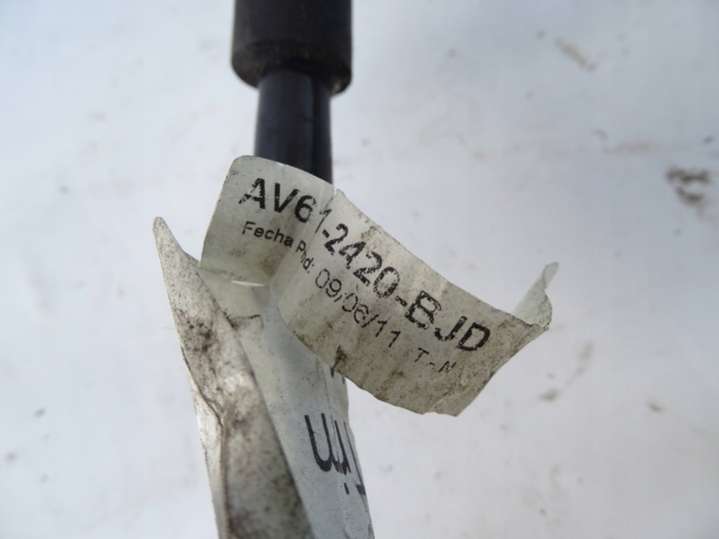 AV61-2420-BJD
Fecha Prd: 09/06/11 T-N